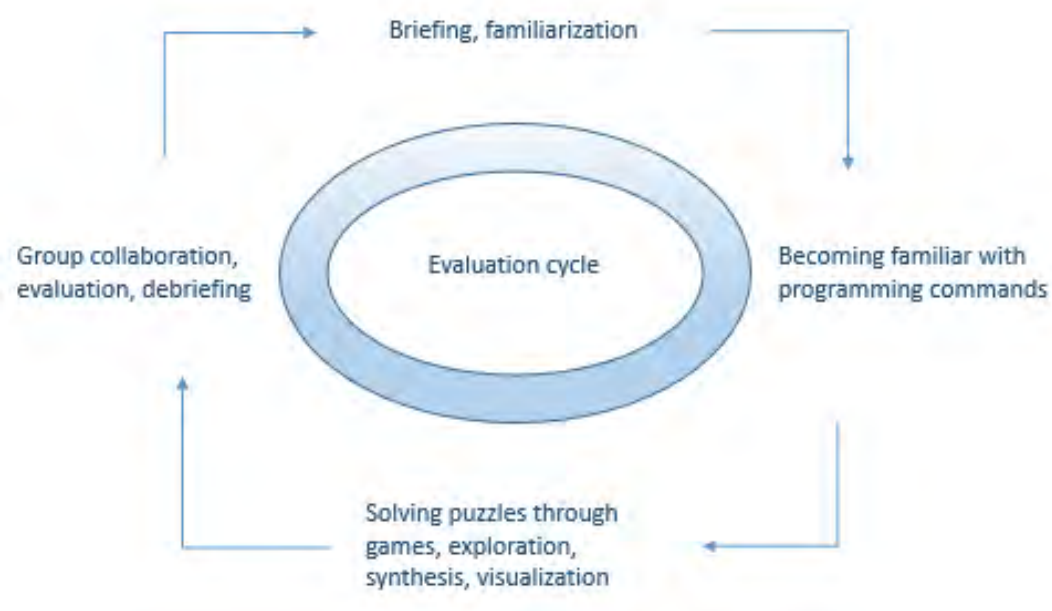 Briefing, familiarization
Group collaboration,
evaluation, debriefing
Evaluation cycle
Becoming familiar with
programming commands
Solving puzzles through
games, exploration,
synthesis, visualization